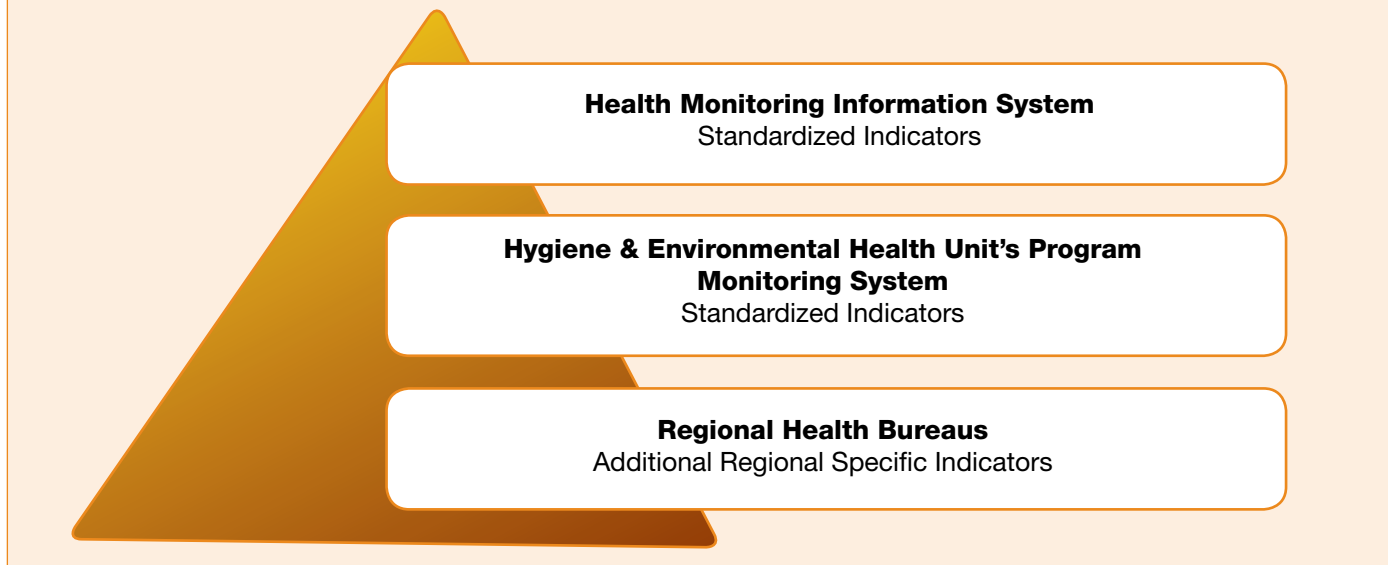 Health Monitoring Information System
Standardized Indicators
Hygiene & Environmental Health Unit’s Program
Monitoring System
Standardized Indicators
Regional Health Bureaus
Additional Regional Specific Indicators